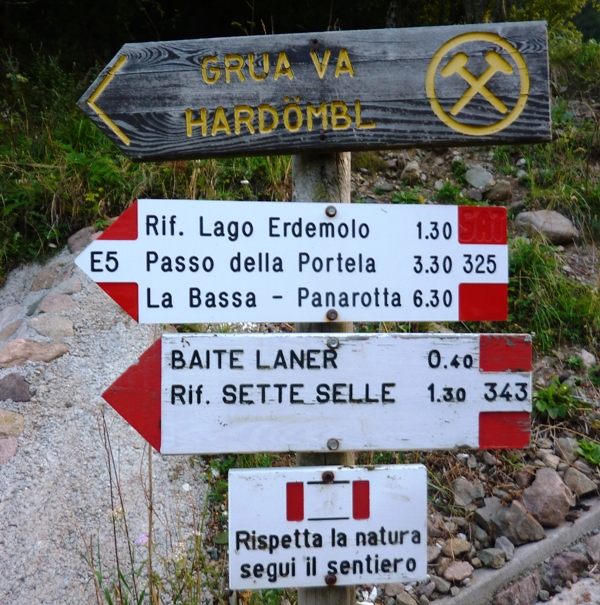 GRUA VA
HARDÖMBL
Rif. Lago Erdemolo 1.30 SAT
E5 Passo della Portela 3.30 325
La Bassa - Panarotta 6.30
BAITE LANER 0.40
Rif. SETTE SELLE 1.30 343
Rispetta la natura
segui il sentiero